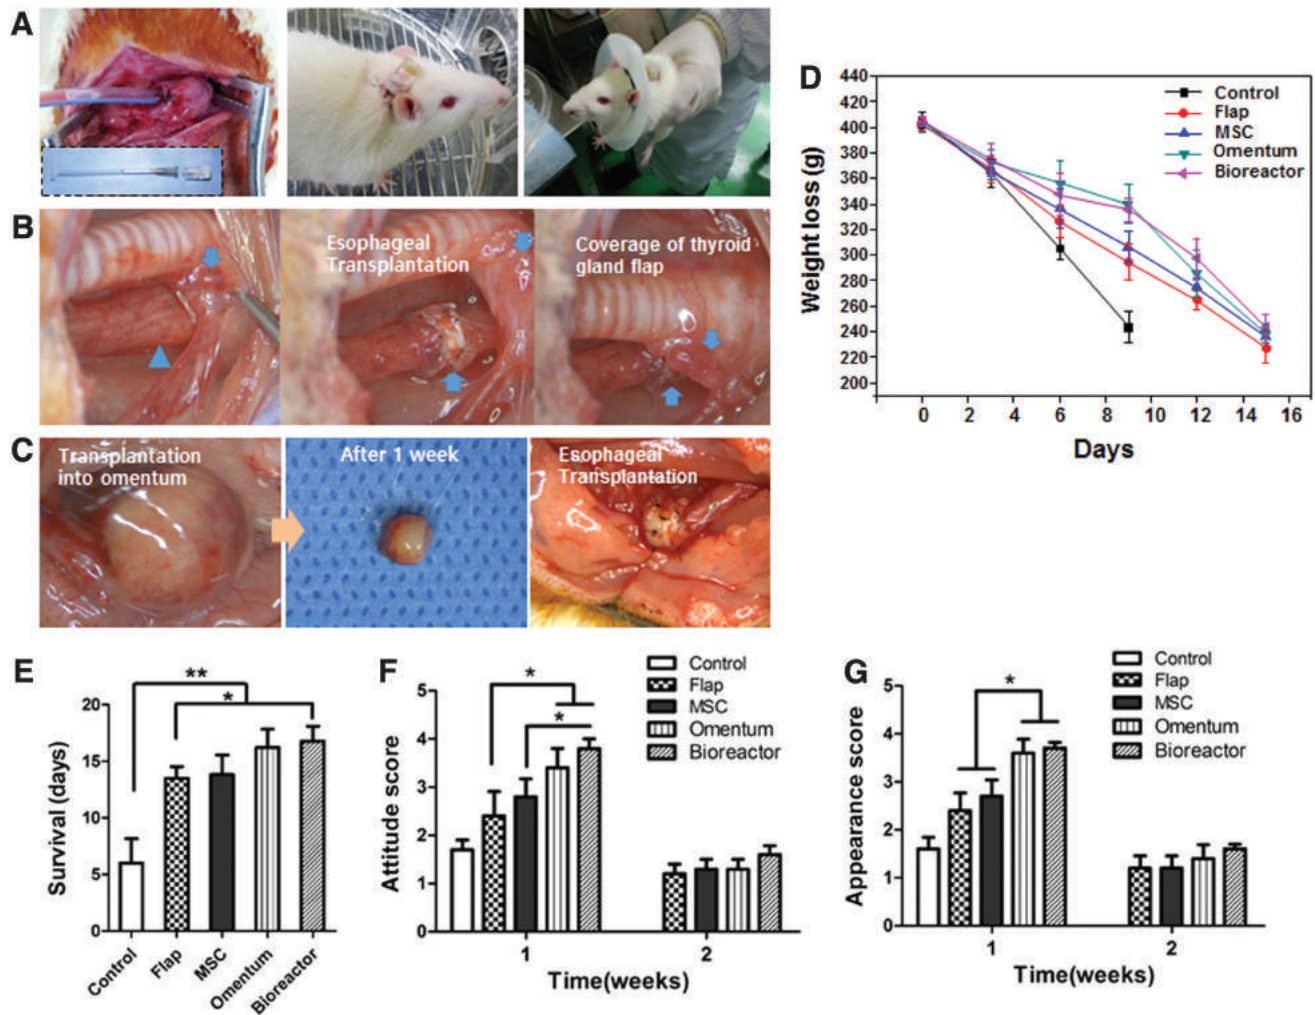 A
B
Esophageal
Transplantation
Coverage of thyroid
gland flap
C
Transplantation
into omentum
After 1 week
Esophageal
Transplantation
D
Weight loss (g)
440
420
400
380
360
340
320
300
280
260
240
220
200
0 2 4 6 8 10 12 14 16
Days
Control
Flap
MSC
Omentum
Bioreactor
E
Survival (days)
20
15
10
5
0
**
*
Control
Flap
MSC
Omentum
Bioreactor
F
Attitude score
5
4
3
2
1
0
*
*
Control
Flap
MSC
Omentum
Bioreactor
1 2
Time(weeks)
G
Appearance score
5
4
3
2
1
0
*
Control
Flap
MSC
Omentum
Bioreactor
1 2
Time(weeks)